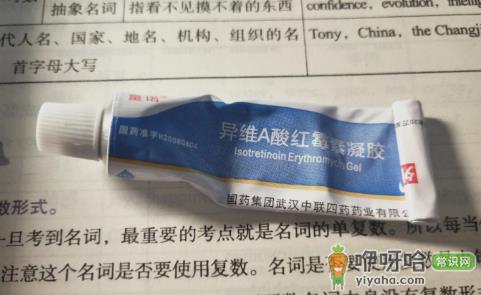 抽象名词 指看不见摸不着的东西 confidence, evolution,
代人名、国家、地名、机构、组织的名 Tony, China, the Changji
首字母大写
国药准字H20080404
异维A酸红霉素凝胶
Isotretinoin Erythromycin Gel
国药集团武汉中联四药药业有限
数形式。
一旦考到名词，最重要的考点就是名词的单复数。所以每当
注意这个名词是否要使用复数。名词是
伊呀哈 常识网
yiyaha.com